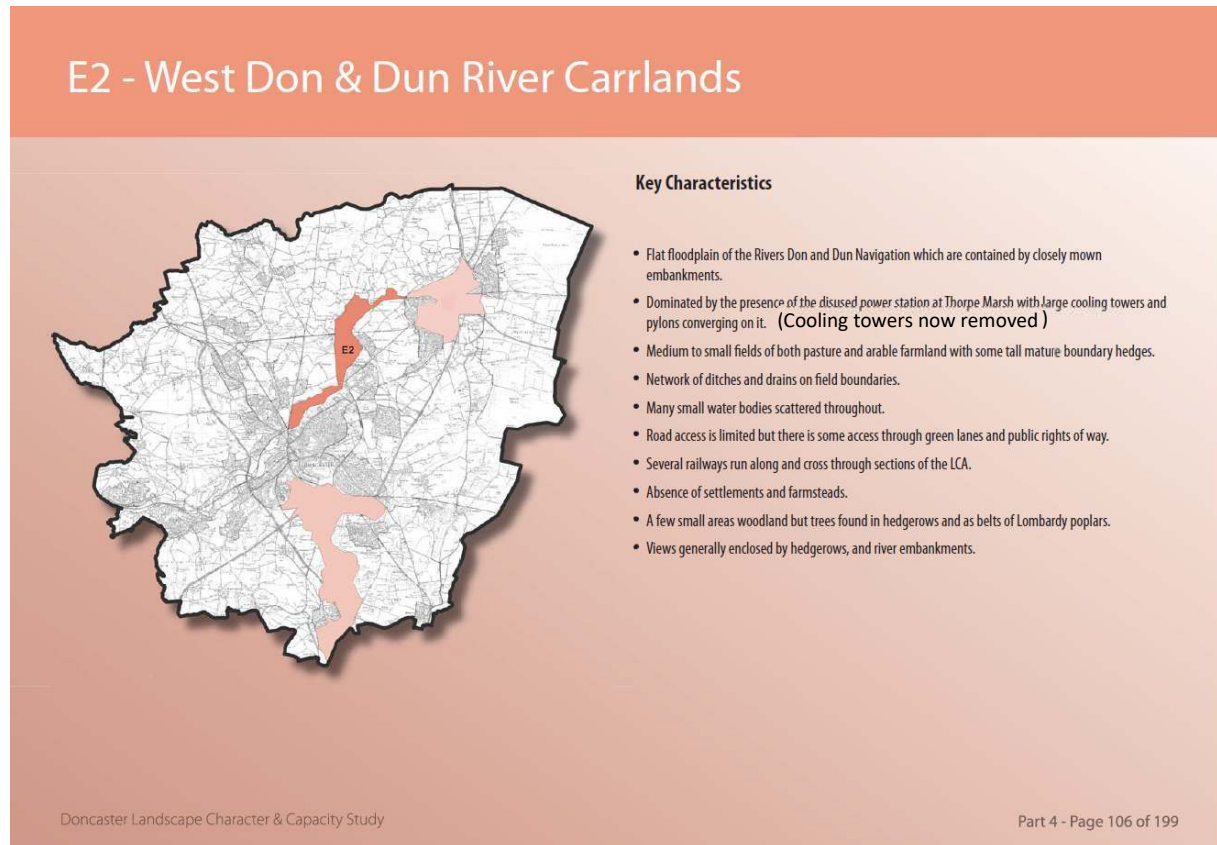 E2 - West Don & Dun River Carrlands
Key Characteristics
• Flat floodplain of the Rivers Don and Dun Navigation which are contained by closely mown
embankments.
• Dominated by the presence of the disused power station at Thorpe Marsh with large cooling towers and
pylons converging on it. (Cooling towers now removed )
• Medium to small fields of both pasture and arable farmland with some tall mature boundary hedges.
• Network of ditches and drains on field boundaries.
• Many small water bodies scattered throughout.
• Road access is limited but there is some access through green lanes and public rights of way.
• Several railways run along and cross through sections of the LCA.
• Absence of settlements and farmsteads.
• A few small areas woodland but trees found in hedgerows and as belts of Lombardy poplars.
• Views generally enclosed by hedgerows, and river embankments.
E2
Doncaster Landscape Character & Capacity Study
Part 4 - Page 106 of 199